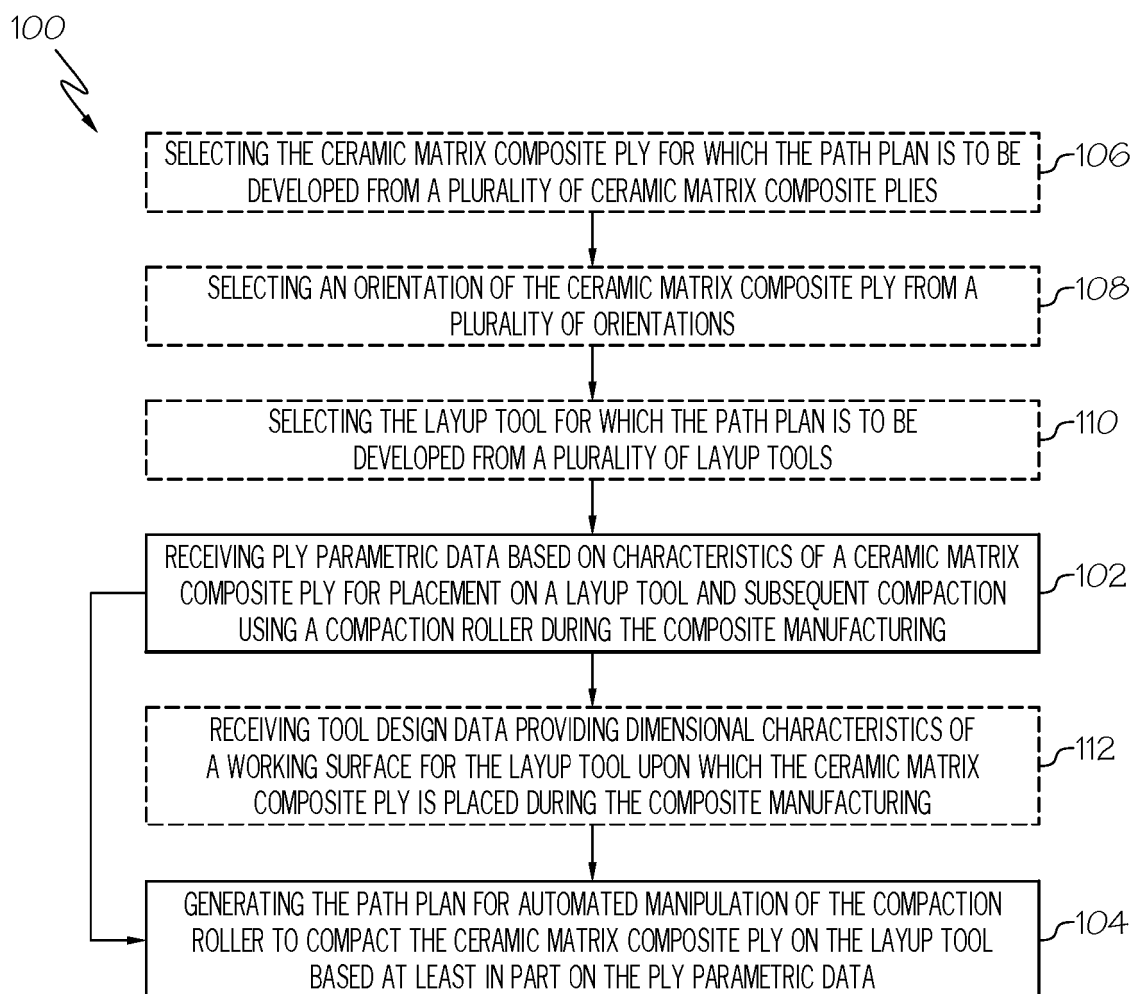 100
SELECTING THE CERAMIC MATRIX COMPOSITE PLY FOR WHICH THE PATH PLAN IS TO BE
DEVELOPED FROM A PLURALITY OF CERAMIC MATRIX COMPOSITE PLIES
106
SELECTING AN ORIENTATION OF THE CERAMIC MATRIX COMPOSITE PLY FROM A
PLURALITY OF ORIENTATIONS
108
SELECTING THE LAYUP TOOL FOR WHICH THE PATH PLAN IS TO BE
DEVELOPED FROM A PLURALITY OF LAYUP TOOLS
110
RECEIVING PLY PARAMETRIC DATA BASED ON CHARACTERISTICS OF A CERAMIC MATRIX
COMPOSITE PLY FOR PLACEMENT ON A LAYUP TOOL AND SUBSEQUENT COMPACTION
USING A COMPACTION ROLLER DURING THE COMPOSITE MANUFACTURING
102
RECEIVING TOOL DESIGN DATA PROVIDING DIMENSIONAL CHARACTERISTICS OF
A WORKING SURFACE FOR THE LAYUP TOOL UPON WHICH THE CERAMIC MATRIX
COMPOSITE PLY IS PLACED DURING THE COMPOSITE MANUFACTURING
112
GENERATING THE PATH PLAN FOR AUTOMATED MANIPULATION OF THE COMPACTION
ROLLER TO COMPACT THE CERAMIC MATRIX COMPOSITE PLY ON THE LAYUP TOOL
BASED AT LEAST IN PART ON THE PLY PARAMETRIC DATA
104